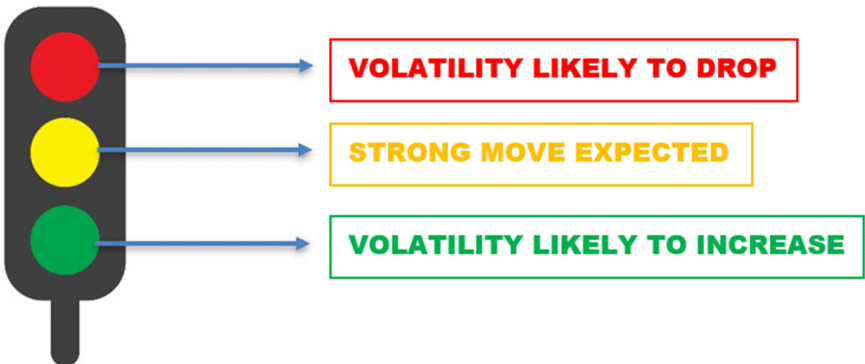 VOLATILITY LIKELY TO DROP
STRONG MOVE EXPECTED
VOLATILITY LIKELY TO INCREASE